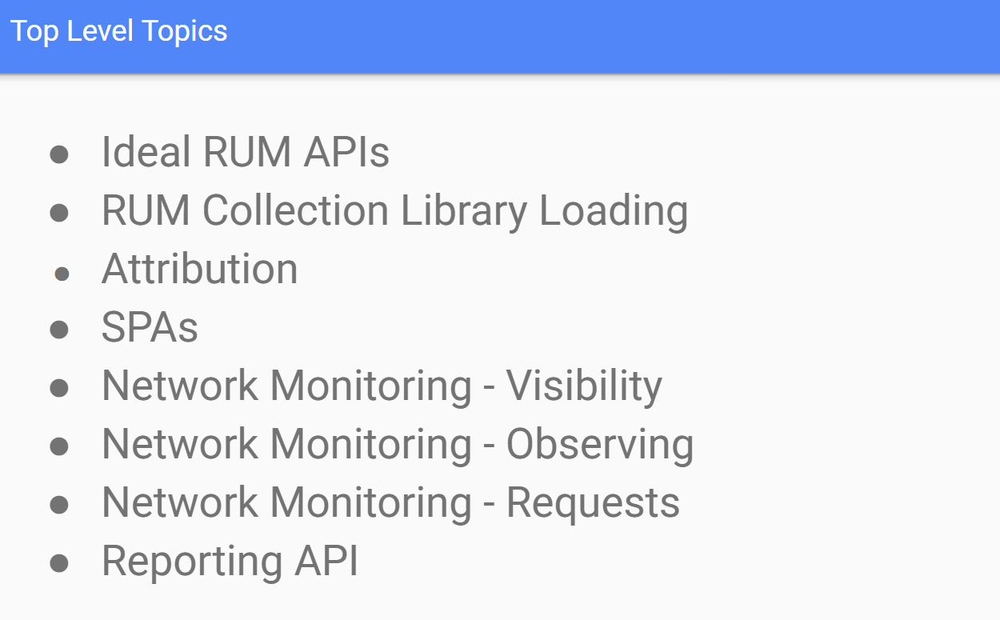 Top Level Topics
● Ideal RUM APIs
● RUM Collection Library Loading
● Attribution
● SPAs
● Network Monitoring - Visibility
● Network Monitoring - Observing
● Network Monitoring - Requests
● Reporting API